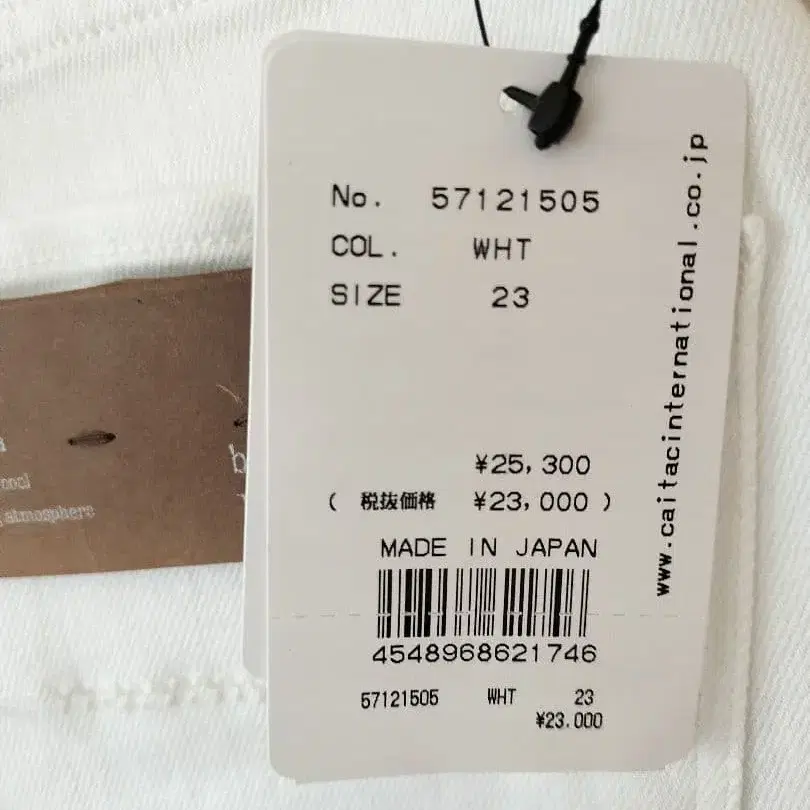 No. 57121505
COL. WHT
SIZE 23
¥25,300
( 税抜価格 ¥23,000 )
MADE IN JAPAN
4548968621746
57121505 WHT 23
¥23.000
www.caitacinternational.co.jp
atmosphere